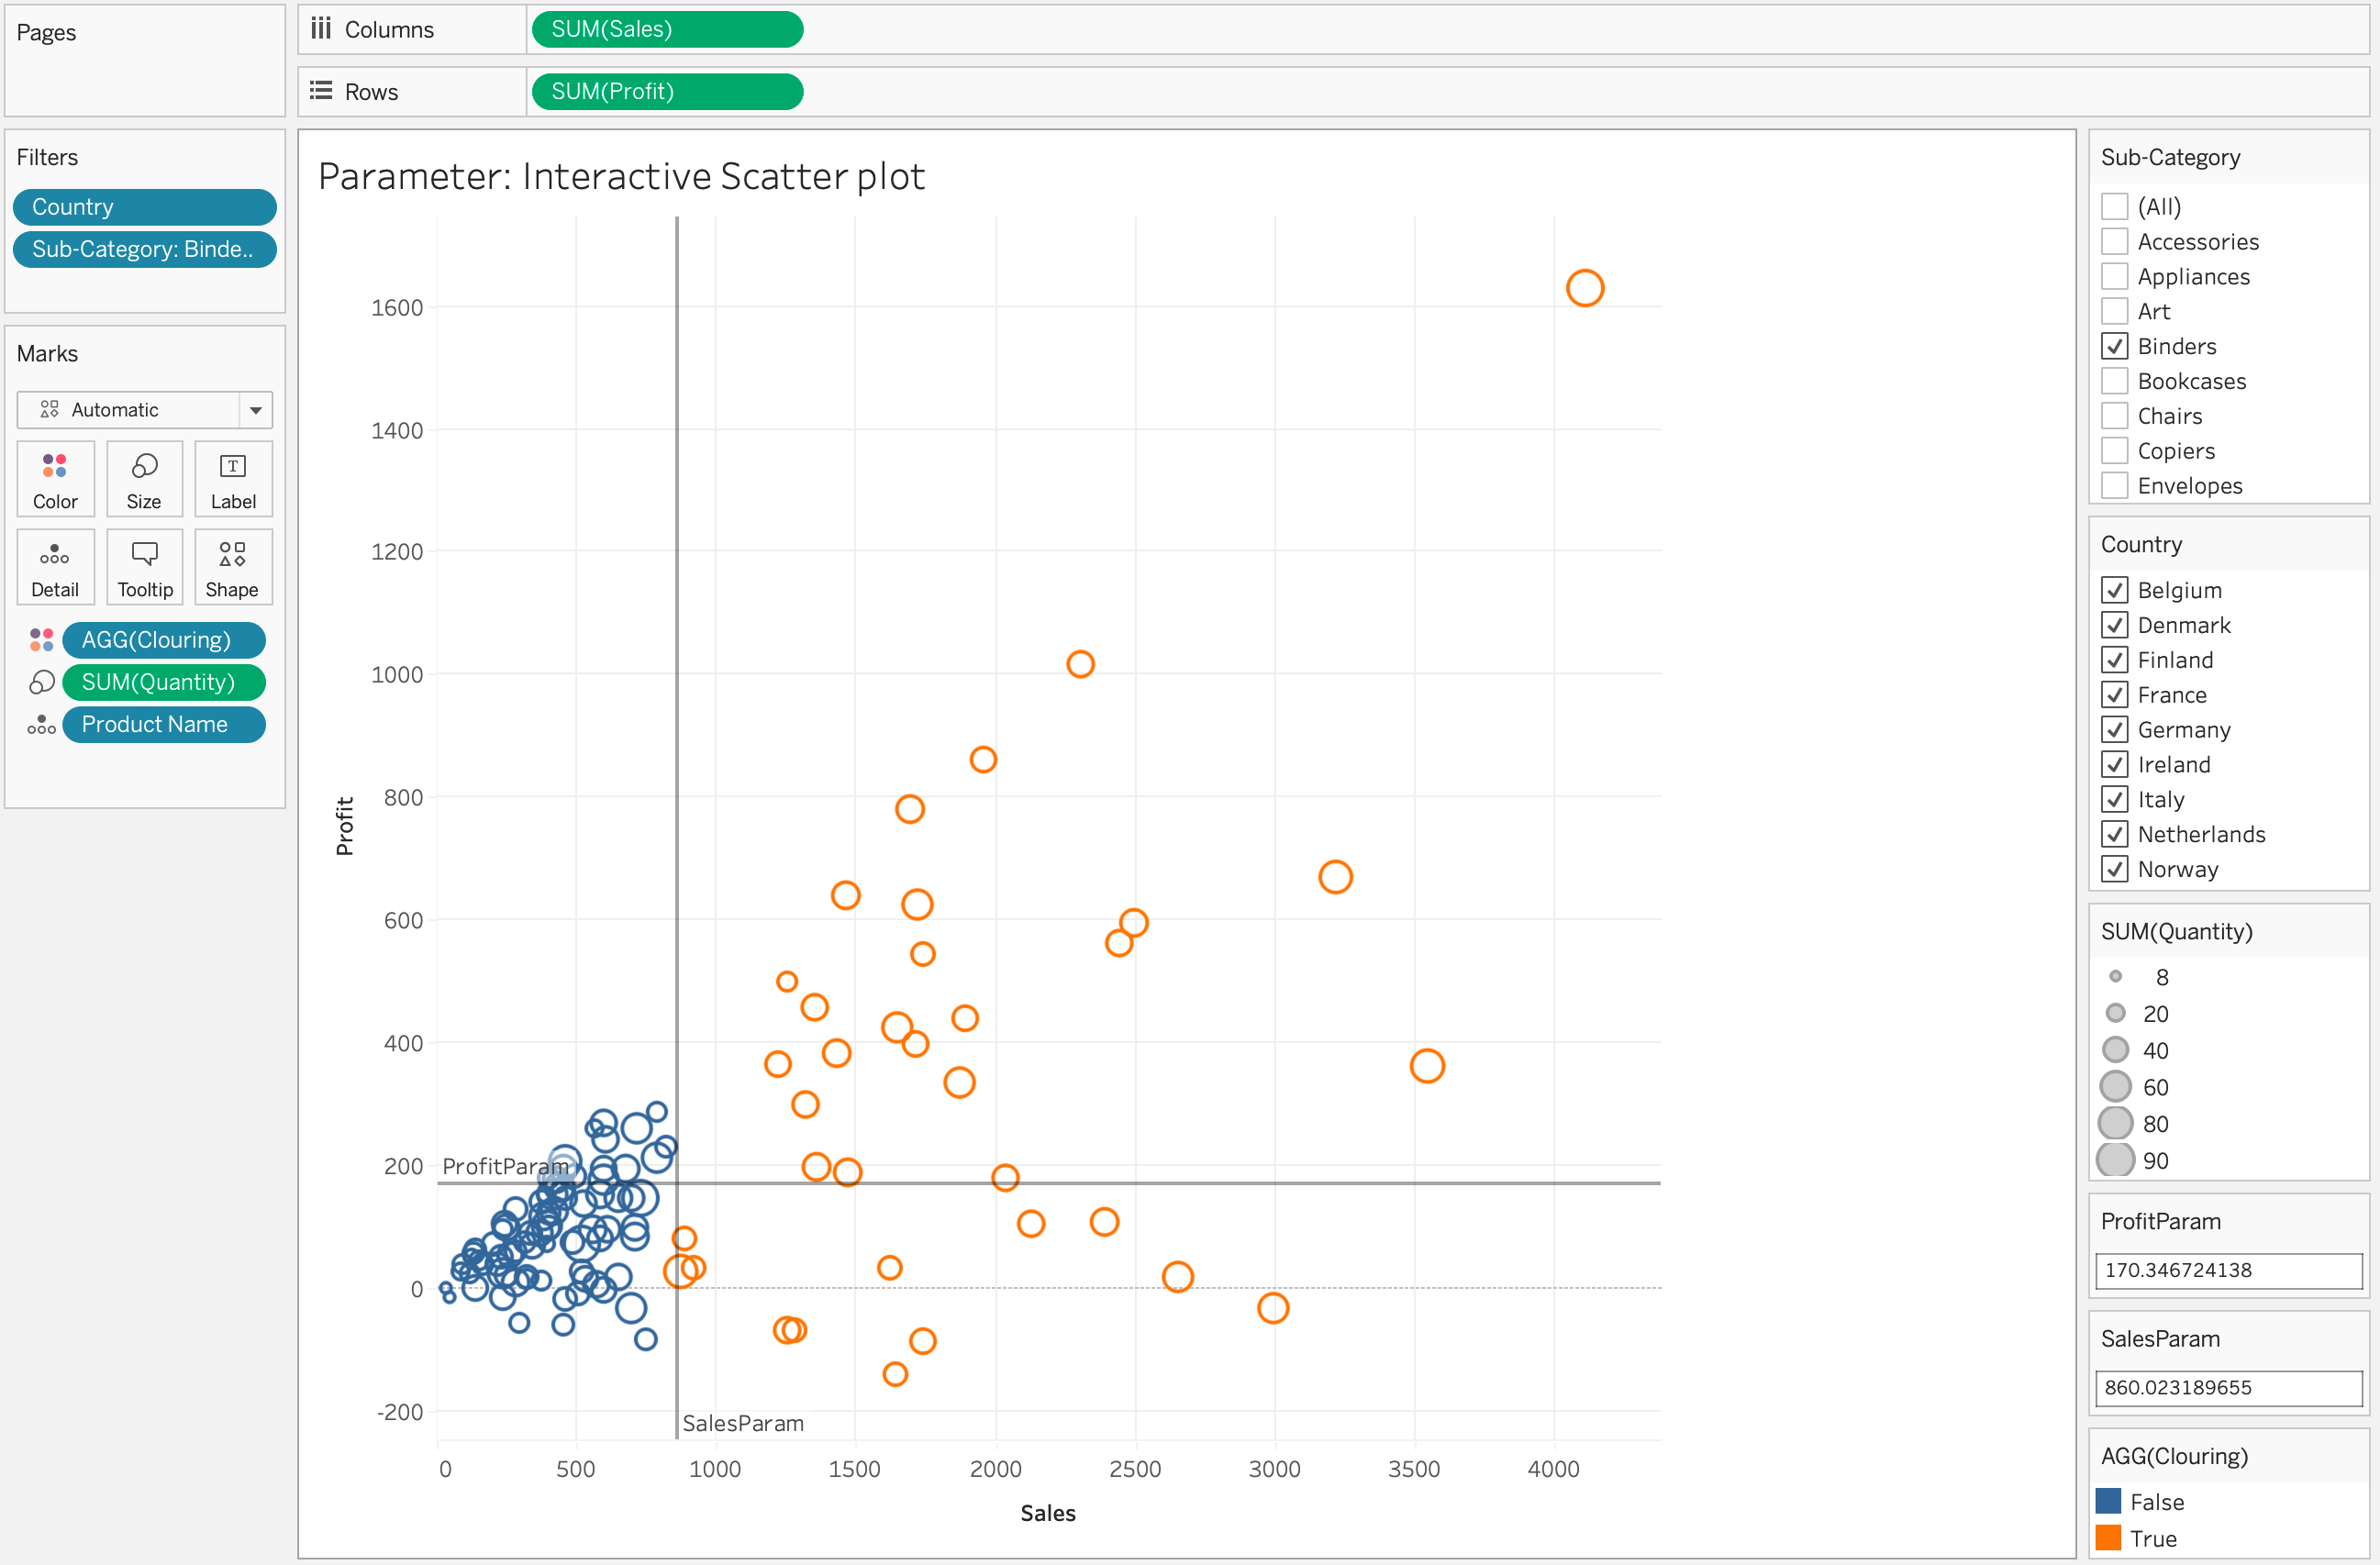 Pages
Columns
SUM(Sales)
Rows
SUM(Profit)
Filters
Country
Sub-Category: Binde..
Marks
Automatic
Color
Size
T
Label
Detail
Tooltip
Shape
AGG(Clouring)
SUM(Quantity)
Product Name
Parameter: Interactive Scatter plot
Profit
1600
1400
1200
1000
800
600
400
200
0
-200
ProfitParam
SalesParam
0
500
1000
1500
2000
2500
3000
3500
4000
Sales
Sub-Category
(All)
Accessories
Appliances
Art
Binders
Bookcases
Chairs
Copiers
Envelopes
Country
Belgium
Denmark
Finland
France
Germany
Ireland
Italy
Netherlands
Norway
SUM(Quantity)
8
20
40
60
80
90
ProfitParam
170.346724138
SalesParam
860.023189655
AGG(Clouring)
False
True